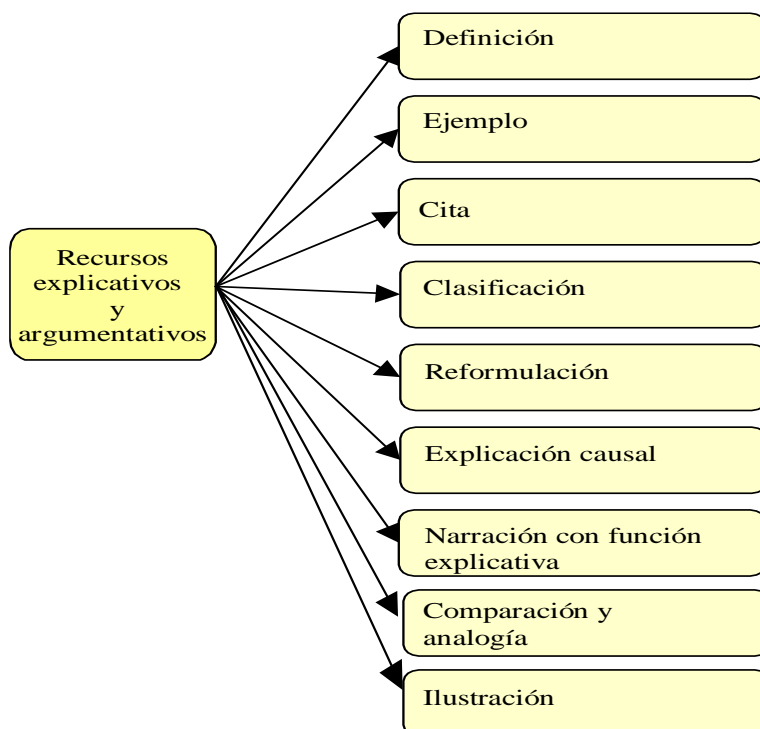 Recursos
explicativos
y
argumentativos
Definición
Ejemplo
Cita
Clasificación
Reformulación
Explicación causal
Narración con función
explicativa
Comparación y
analogía
Ilustración